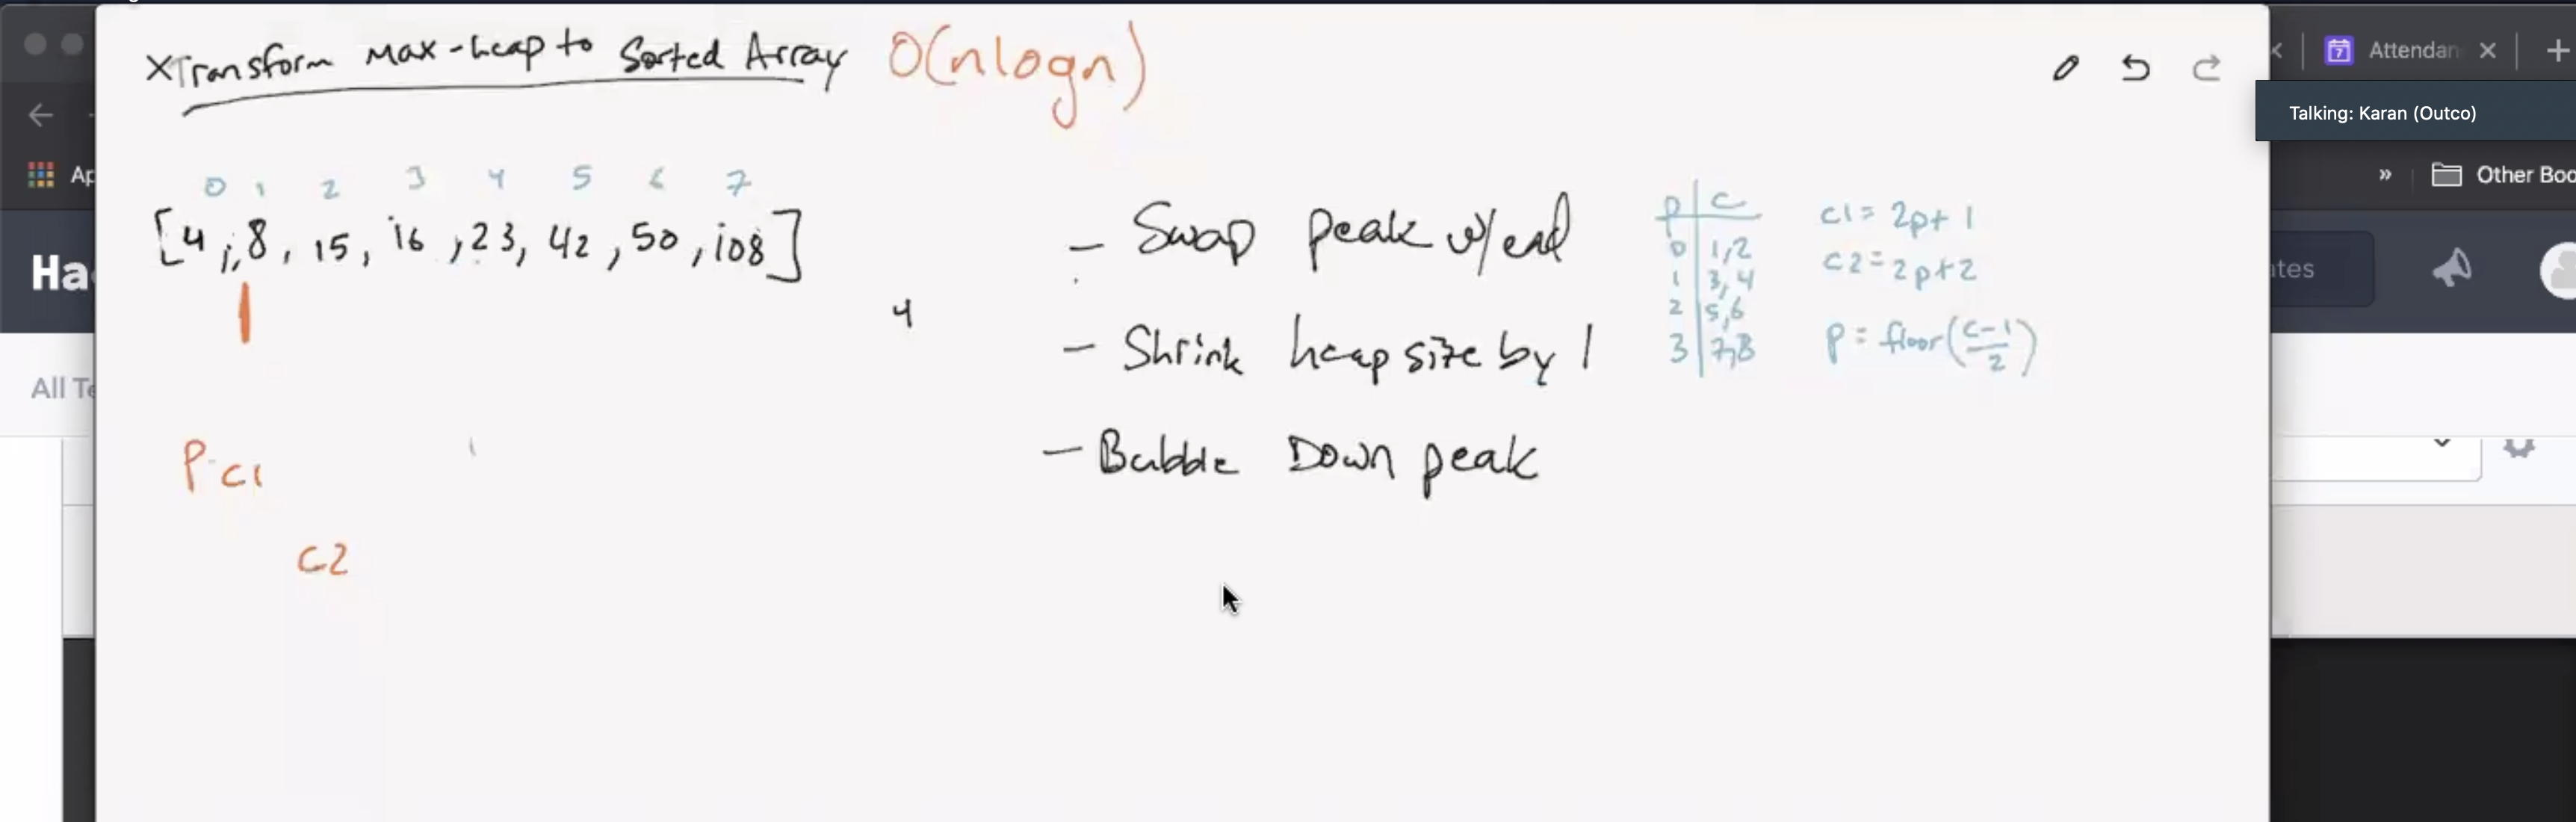 Transform Max-heap to Sorted Array O(nlogn)
Attendan
Talking: Karan (Outco)
Ap
» Other Boo
0 1 2 3 4 5 6 7
[4, 8, 15, 16, 23, 42, 50, 108]
4
P C1
C2
- Swap peak w/ end
- Shrink heap size by 1
- Bubble Down peak
P | C
0 | 1,2
1 | 3,4
2 | 5,6
3 | 7,8
C1 = 2p+1
C2 = 2p+2
P = floor(c-1/2)
Ha
ates
All Te